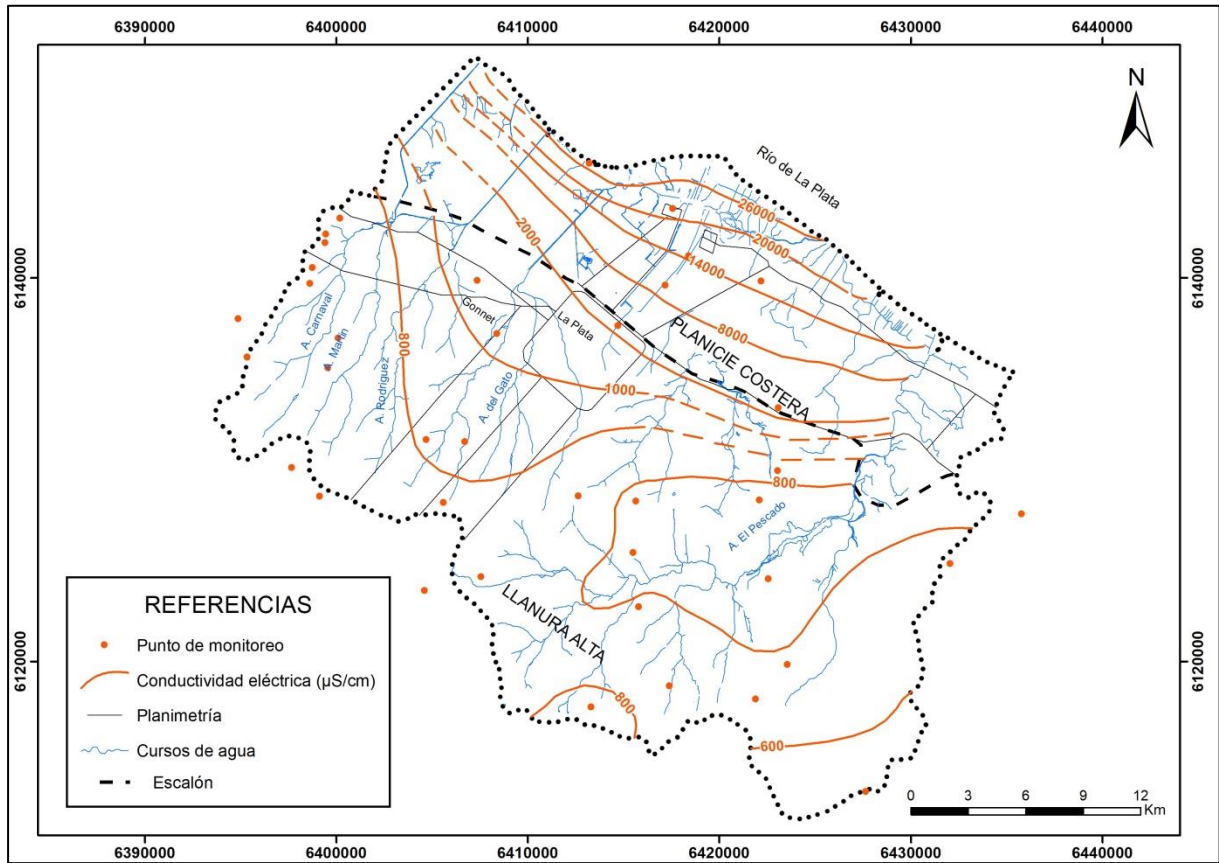 6390000 6400000 6410000 6420000 6430000 6440000
N
Río de La Plata
26000
20000
2000
14000
6140000 6140000
A. Carnaval
Gonnet
La Plata
PLANICIE COSTERA
8000
A. Martín
800
A. Rodríguez
1000
A. del Gato
800
A. El Pescado
LLANURA ALTA
6120000 6120000
800
600
REFERENCIAS
Punto de monitoreo
Conductividad eléctrica (µS/cm)
Planimetría
Cursos de agua
Escalón
0 3 6 9 12
Km
6390000 6400000 6410000 6420000 6430000 6440000